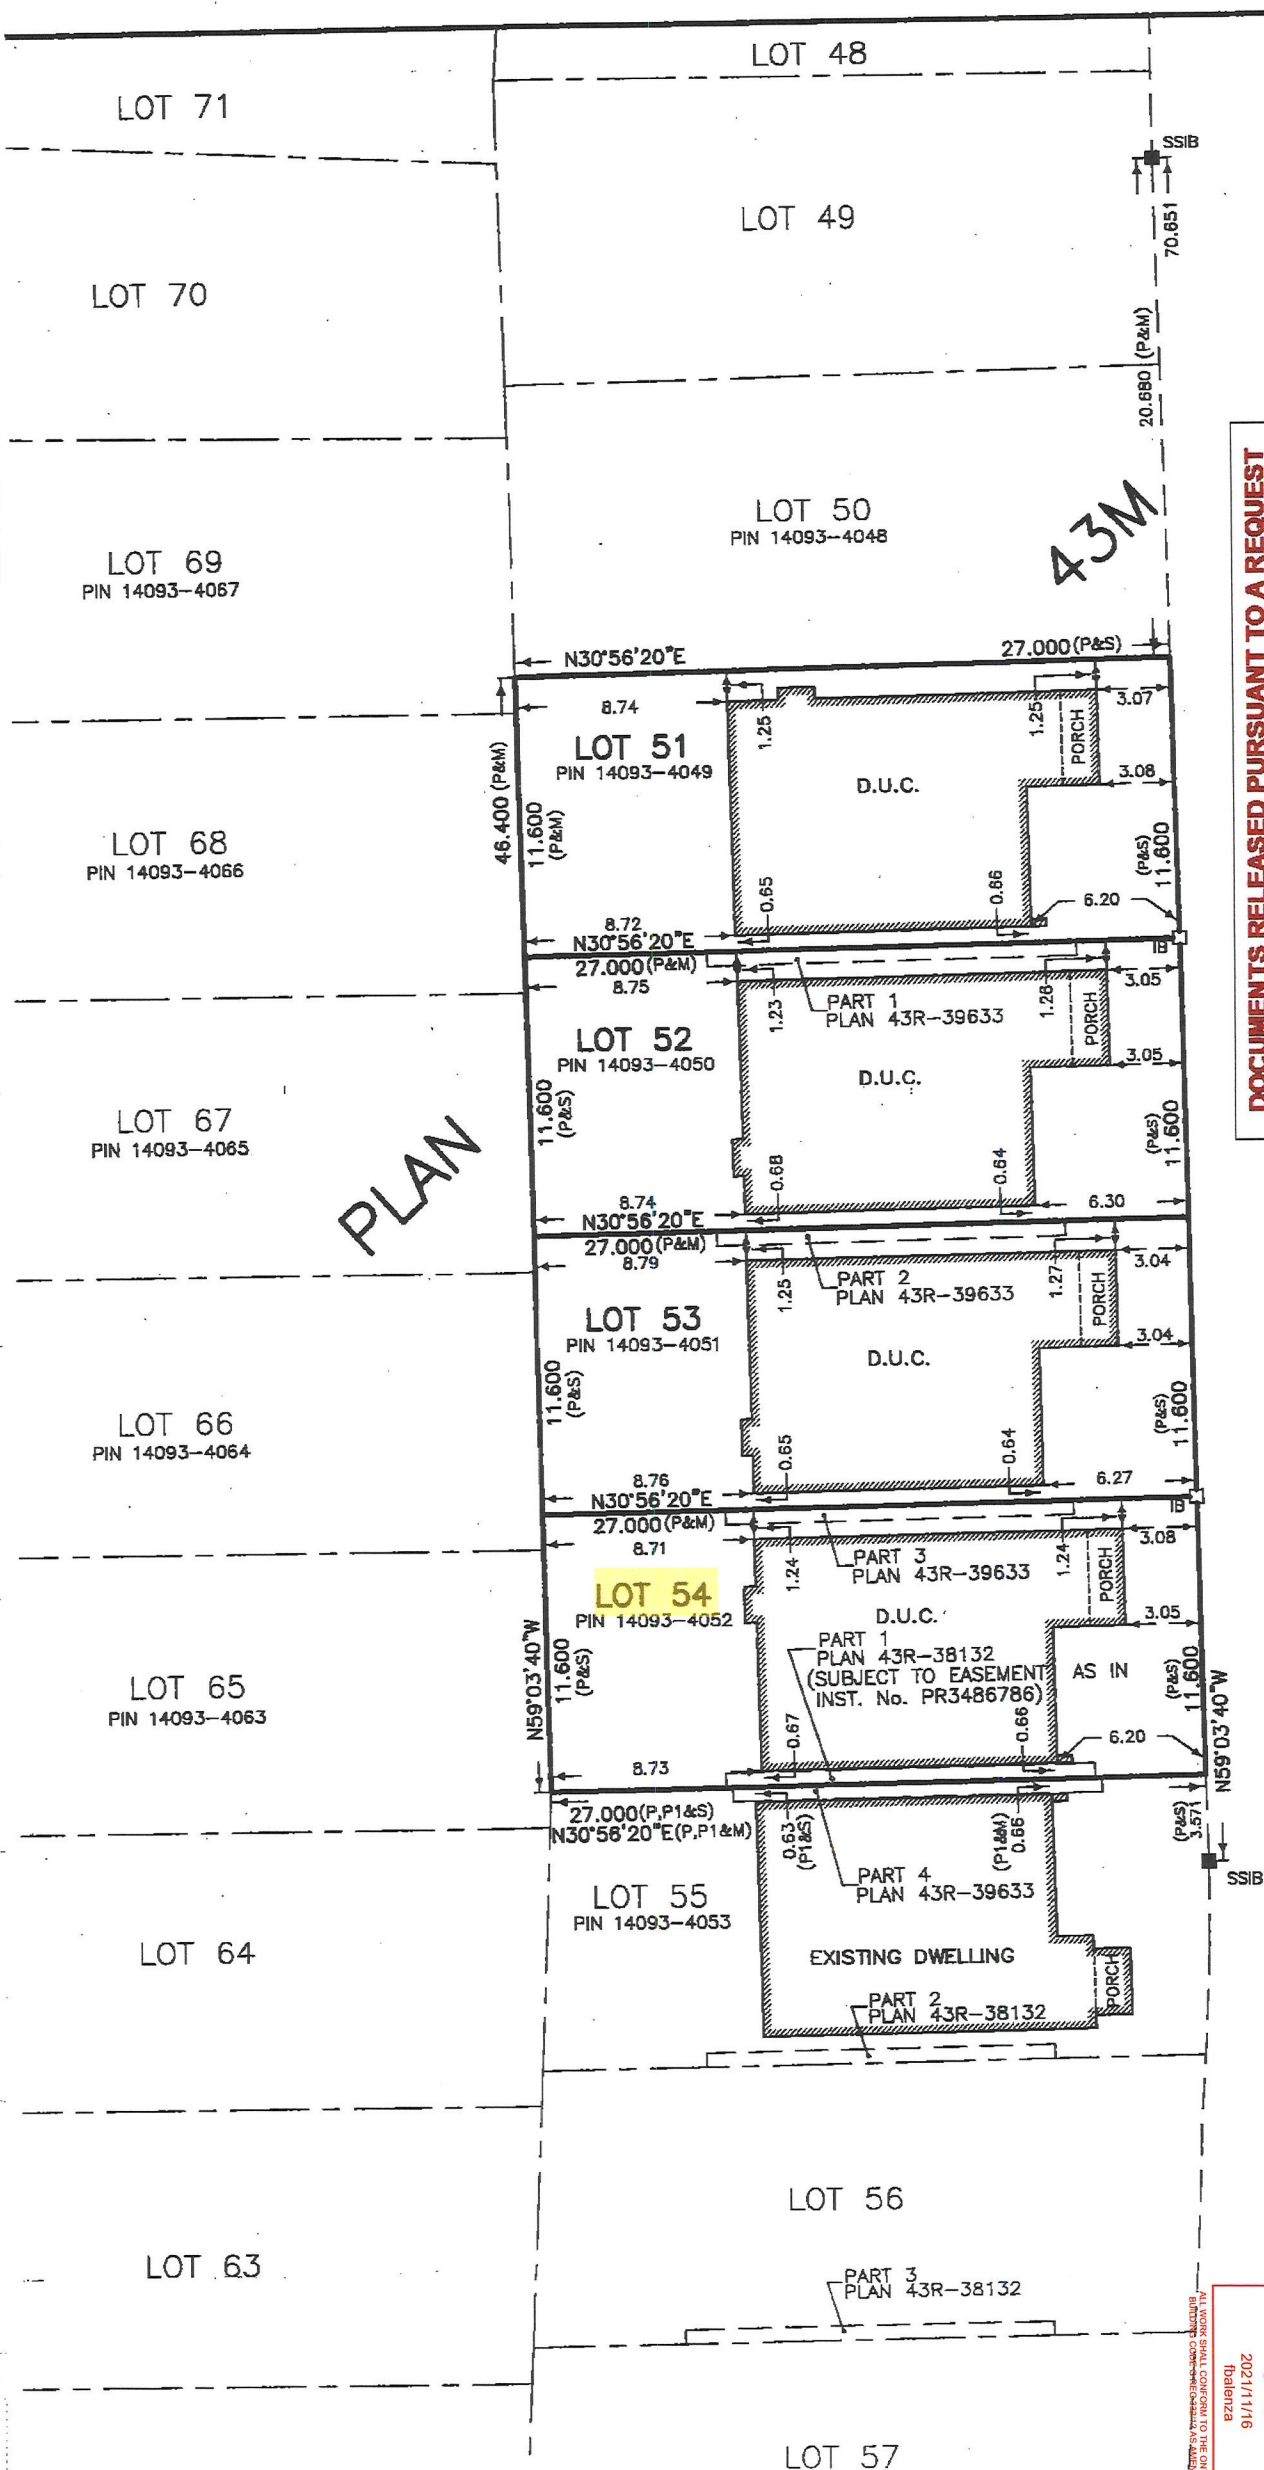 LOT 48
LOT 71
SSIB
LOT 49
70.651
LOT 70
20.680 (P&M)
LOT 50
PIN 14093-4048
43M
LOT 69
PIN 14093-4067
DOCUMENTS RELEASED PURSUANT TO A REQUEST
N30°56'20"E
27.000(P&S)
8.74
1.25
1.25
3.07
PORCH
LOT 51
PIN 14093-4049
D.U.C.
3.08
46.400 (P&M)
11.600
(P&M)
(P&S)
11.600
LOT 68
PIN 14093-4066
0.65
0.66
6.20
8.72
N30°56'20"E
IB
27.000(P&M)
8.75
1.23
PART 1
PLAN 43R-39633
1.26
3.05
PORCH
LOT 52
PIN 14093-4050
D.U.C.
3.05
11.600
(P&S)
(P&S)
11.600
LOT 67
PIN 14093-4065
PLAN
0.68
0.64
8.74
6.30
N30°56'20"E
27.000(P&M)
8.79
1.25
PART 2
PLAN 43R-39633
1.27
3.04
PORCH
LOT 53
PIN 14093-4051
D.U.C.
3.04
11.600
(P&S)
(P&S)
11.600
LOT 66
PIN 14093-4064
0.65
0.64
8.76
6.27
N30°56'20"E
IB
27.000(P&M)
8.71
1.24
PART 3
PLAN 43R-39633
1.24
3.08
PORCH
LOT 54
PIN 14093-4052
D.U.C.
3.05
PART 1
PLAN 43R-38132
(SUBJECT TO EASEMENT
INST. No. PR3486786)
AS IN
N59°03'40"W
11.600
(P&S)
(P&S)
11.600
N59°03'40"W
LOT 65
PIN 14093-4063
0.67
0.66
6.20
8.73
27.000(P,P1&S)
N30°56'20"E(P,P1&M)
0.63
(P1&S)
(P1&M)
0.66
(P&S)
3.571
SSIB
PART 4
PLAN 43R-39633
LOT 55
PIN 14093-4053
LOT 64
EXISTING DWELLING
PORCH
PART 2
PLAN 43R-38132
LOT 56
LOT 63
PART 3
PLAN 43R-38132
2021/11/16
fbalenza
ALL WORK SHALL CONFORM TO THE ON
BUILDING CODE
LOT 57